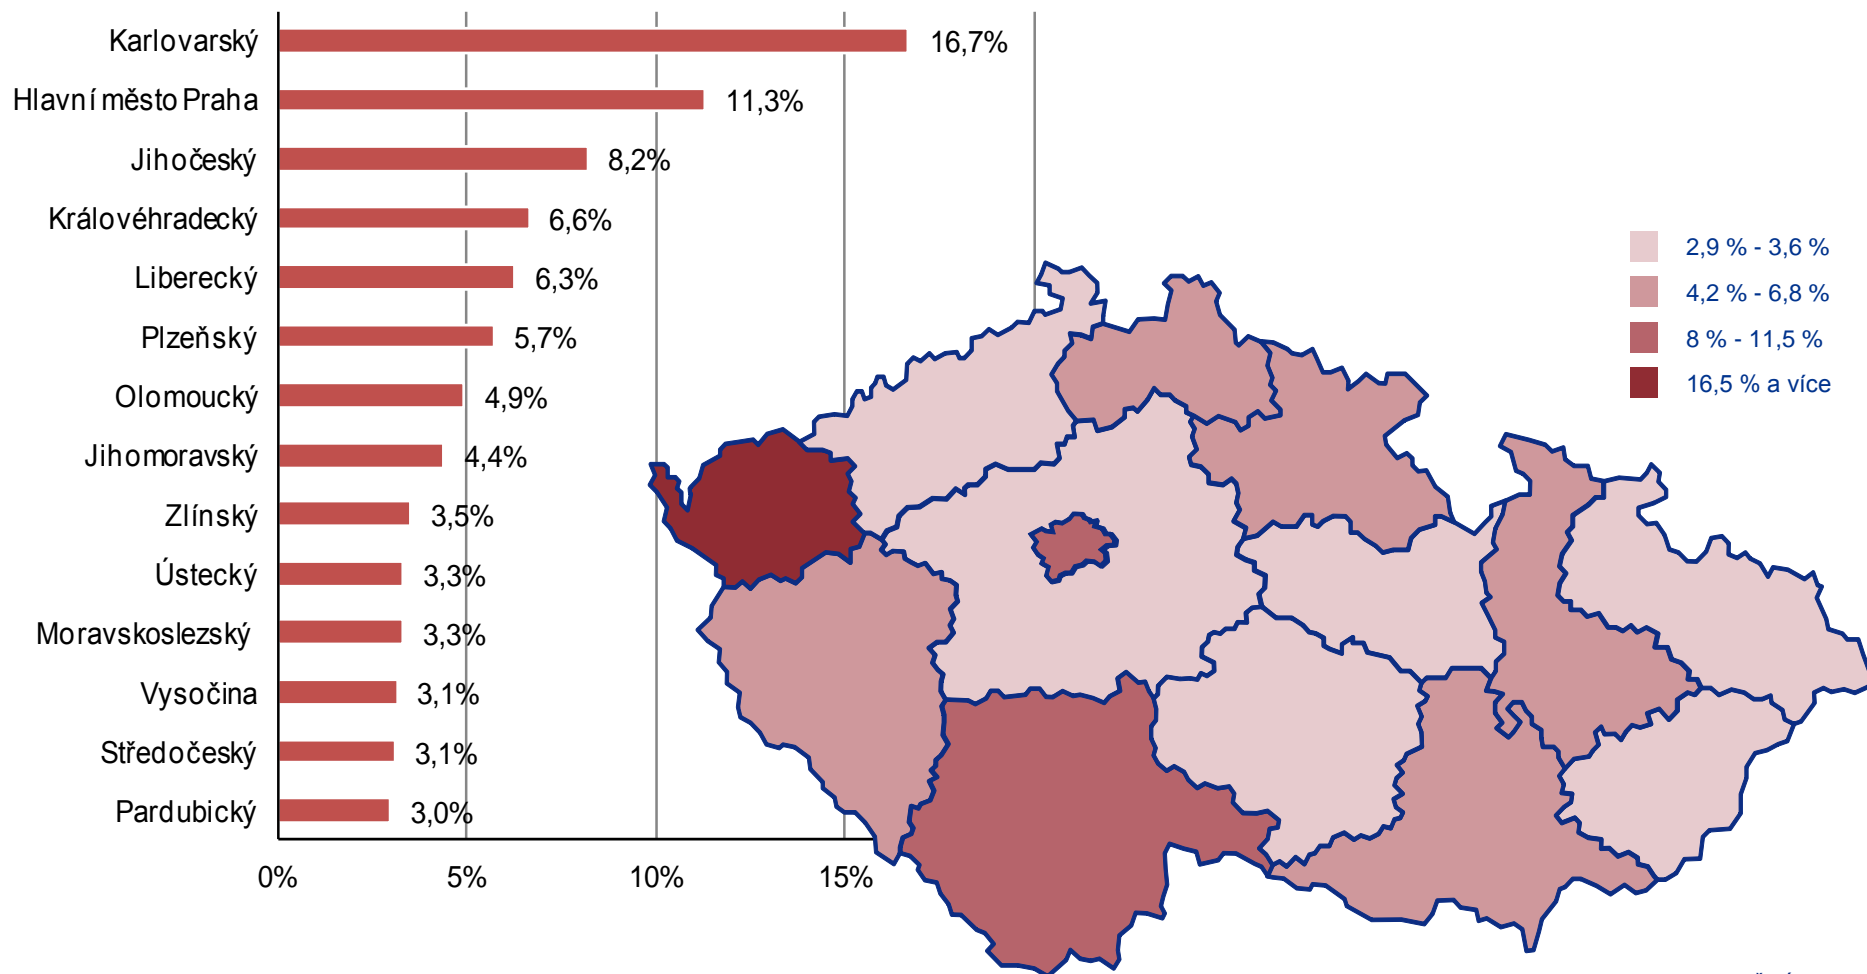 Karlovarský 16,7%
Hlavní město Praha 11,3%
Jihočeský 8,2%
Královéhradecký 6,6%
Liberecký 6,3%
Plzeňský 5,7%
Olomoucký 4,9%
Jihomoravský 4,4%
Zlínský 3,5%
Ústecký 3,3%
Moravskoslezský 3,3%
Vysočina 3,1%
Středočeský 3,1%
Pardubický 3,0%
0% 5% 10% 15%
2,9 % - 3,6 %
4,2 % - 6,8 %
8 % - 11,5 %
16,5 % a více